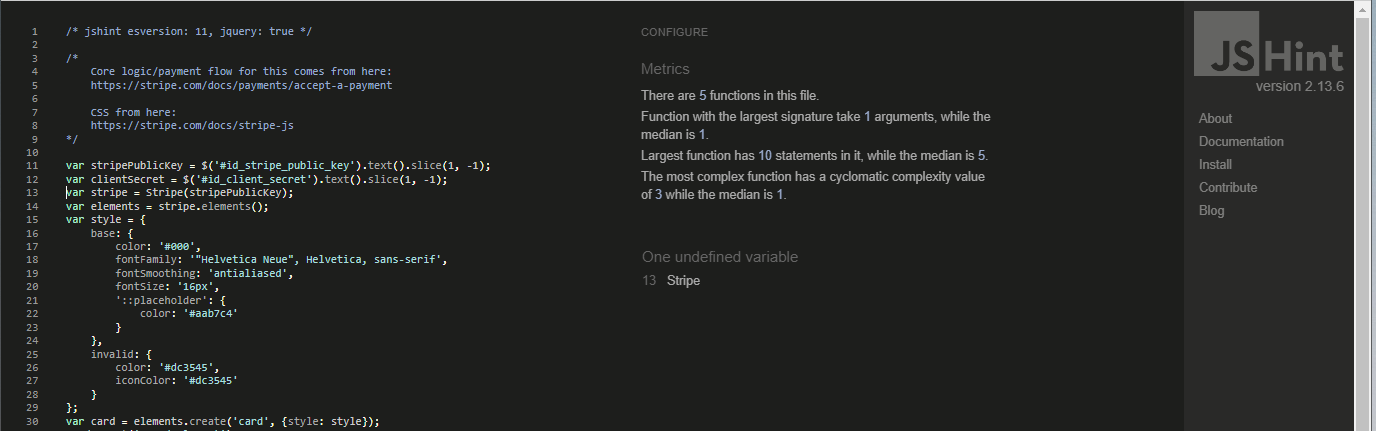 1 /* jshint esversion: 11, jquery: true */
2
3 /*
4 Core logic/payment flow for this comes from here:
5 https://stripe.com/docs/payments/accept-a-payment
6
7 CSS from here:
8 https://stripe.com/docs/stripe-js
9 */
10
11 var stripePublicKey = $('#id_stripe_public_key').text().slice(1, -1);
12 var clientSecret = $('#id_client_secret').text().slice(1, -1);
13 var stripe = Stripe(stripePublicKey);
14 var elements = stripe.elements();
15 var style = {
16 base: {
17 color: '#000',
18 fontFamily: '"Helvetica Neue", Helvetica, sans-serif',
19 fontSmoothing: 'antialiased',
20 fontSize: '16px',
21 '::placeholder': {
22 color: '#aab7c4'
23 }
24 },
25 invalid: {
26 color: '#dc3545',
27 iconColor: '#dc3545'
28 }
29 };
30 var card = elements.create('card', {style: style});
CONFIGURE
Metrics
There are 5 functions in this file.
Function with the largest signature take 1 arguments, while the
median is 1.
Largest function has 10 statements in it, while the median is 5.
The most complex function has a cyclomatic complexity value
of 3 while the median is 1.
One undefined variable
13 Stripe
JSHint
version 2.13.6
About
Documentation
Install
Contribute
Blog